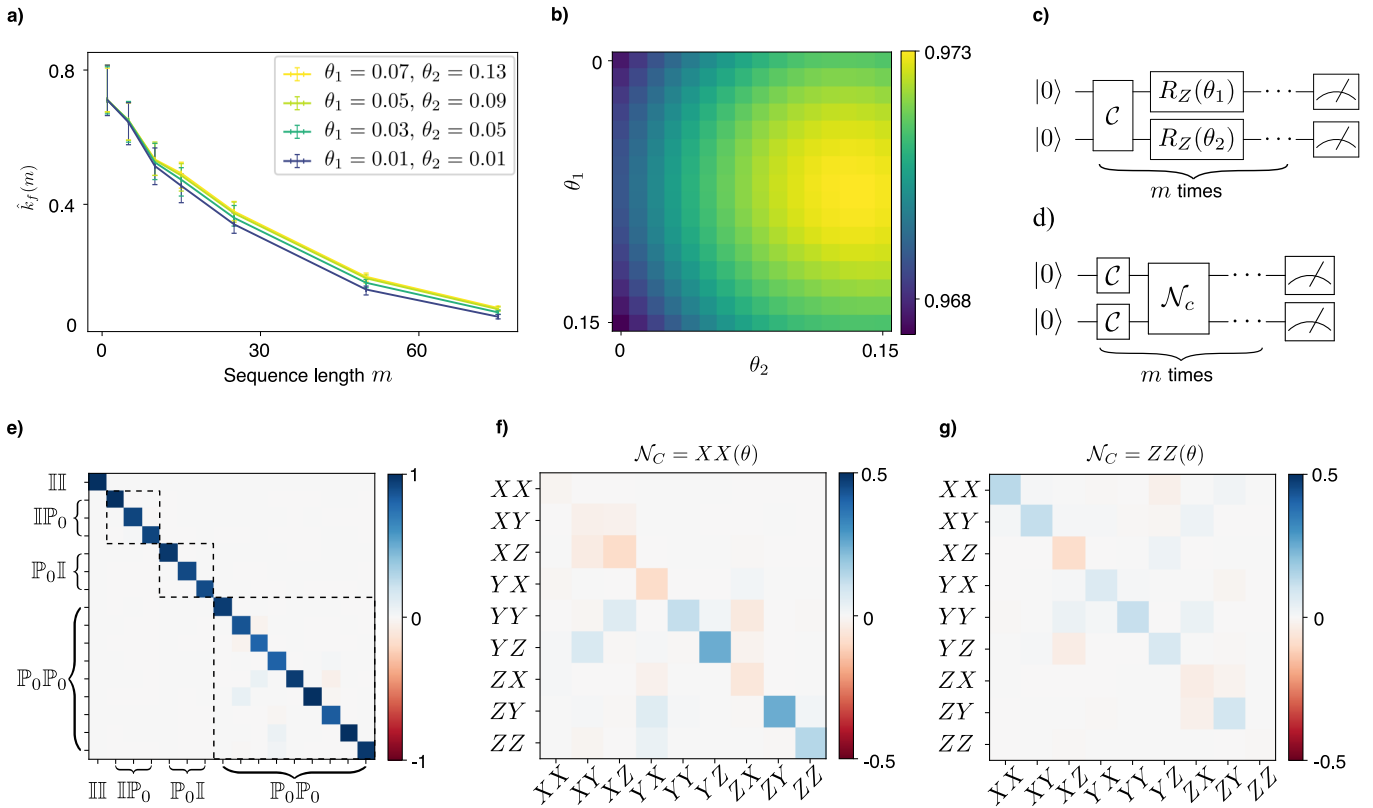 a)
0.8
0.4
0
k̂_f(m)
0
30
60
Sequence length m
θ₁ = 0.07, θ₂ = 0.13
θ₁ = 0.05, θ₂ = 0.09
θ₁ = 0.03, θ₂ = 0.05
θ₁ = 0.01, θ₂ = 0.01
b)
0
θ₁
0.15
0
θ₂
0.15
0.973
0.968
c)
|0⟩
|0⟩
𝒞
R_Z(θ₁)
R_Z(θ₂)
· · ·
· · ·
m times
d)
|0⟩
|0⟩
𝒞
𝒞
𝒩_c
· · ·
· · ·
m times
e)
𝕀𝕀
𝕀ℙ₀
ℙ₀𝕀
ℙ₀ℙ₀
𝕀𝕀
𝕀ℙ₀
ℙ₀𝕀
ℙ₀ℙ₀
1
0
-1
f)
𝒩_C = XX(θ)
XX
XY
XZ
YX
YY
YZ
ZX
ZY
ZZ
XX XY XZ YX YY YZ ZX ZY ZZ
0.5
0
-0.5
g)
𝒩_C = ZZ(θ)
XX
XY
XZ
YX
YY
YZ
ZX
ZY
ZZ
XX XY XZ YX YY YZ ZX ZY ZZ
0.5
0
-0.5